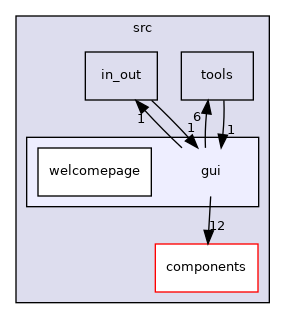 src
in_out
tools
1
1
6
1
welcomepage
gui
12
components